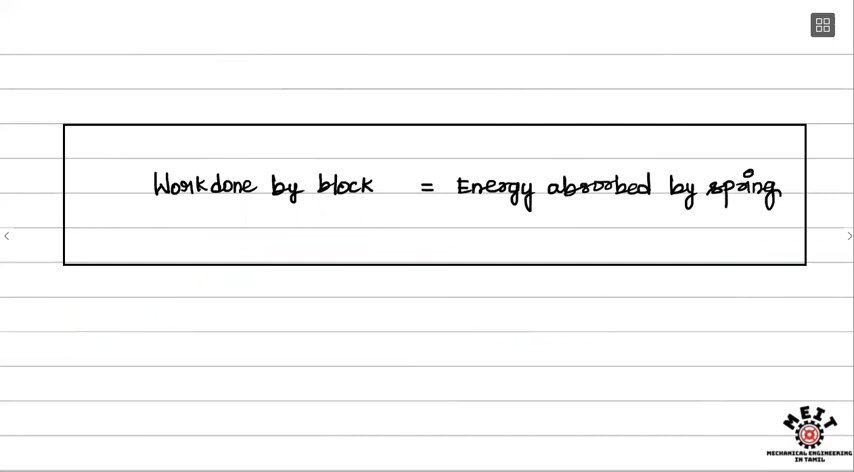 Workdone by block = Energy absorbed by spring
MEIT
MECHANICAL ENGINEERING
IN TAMIL